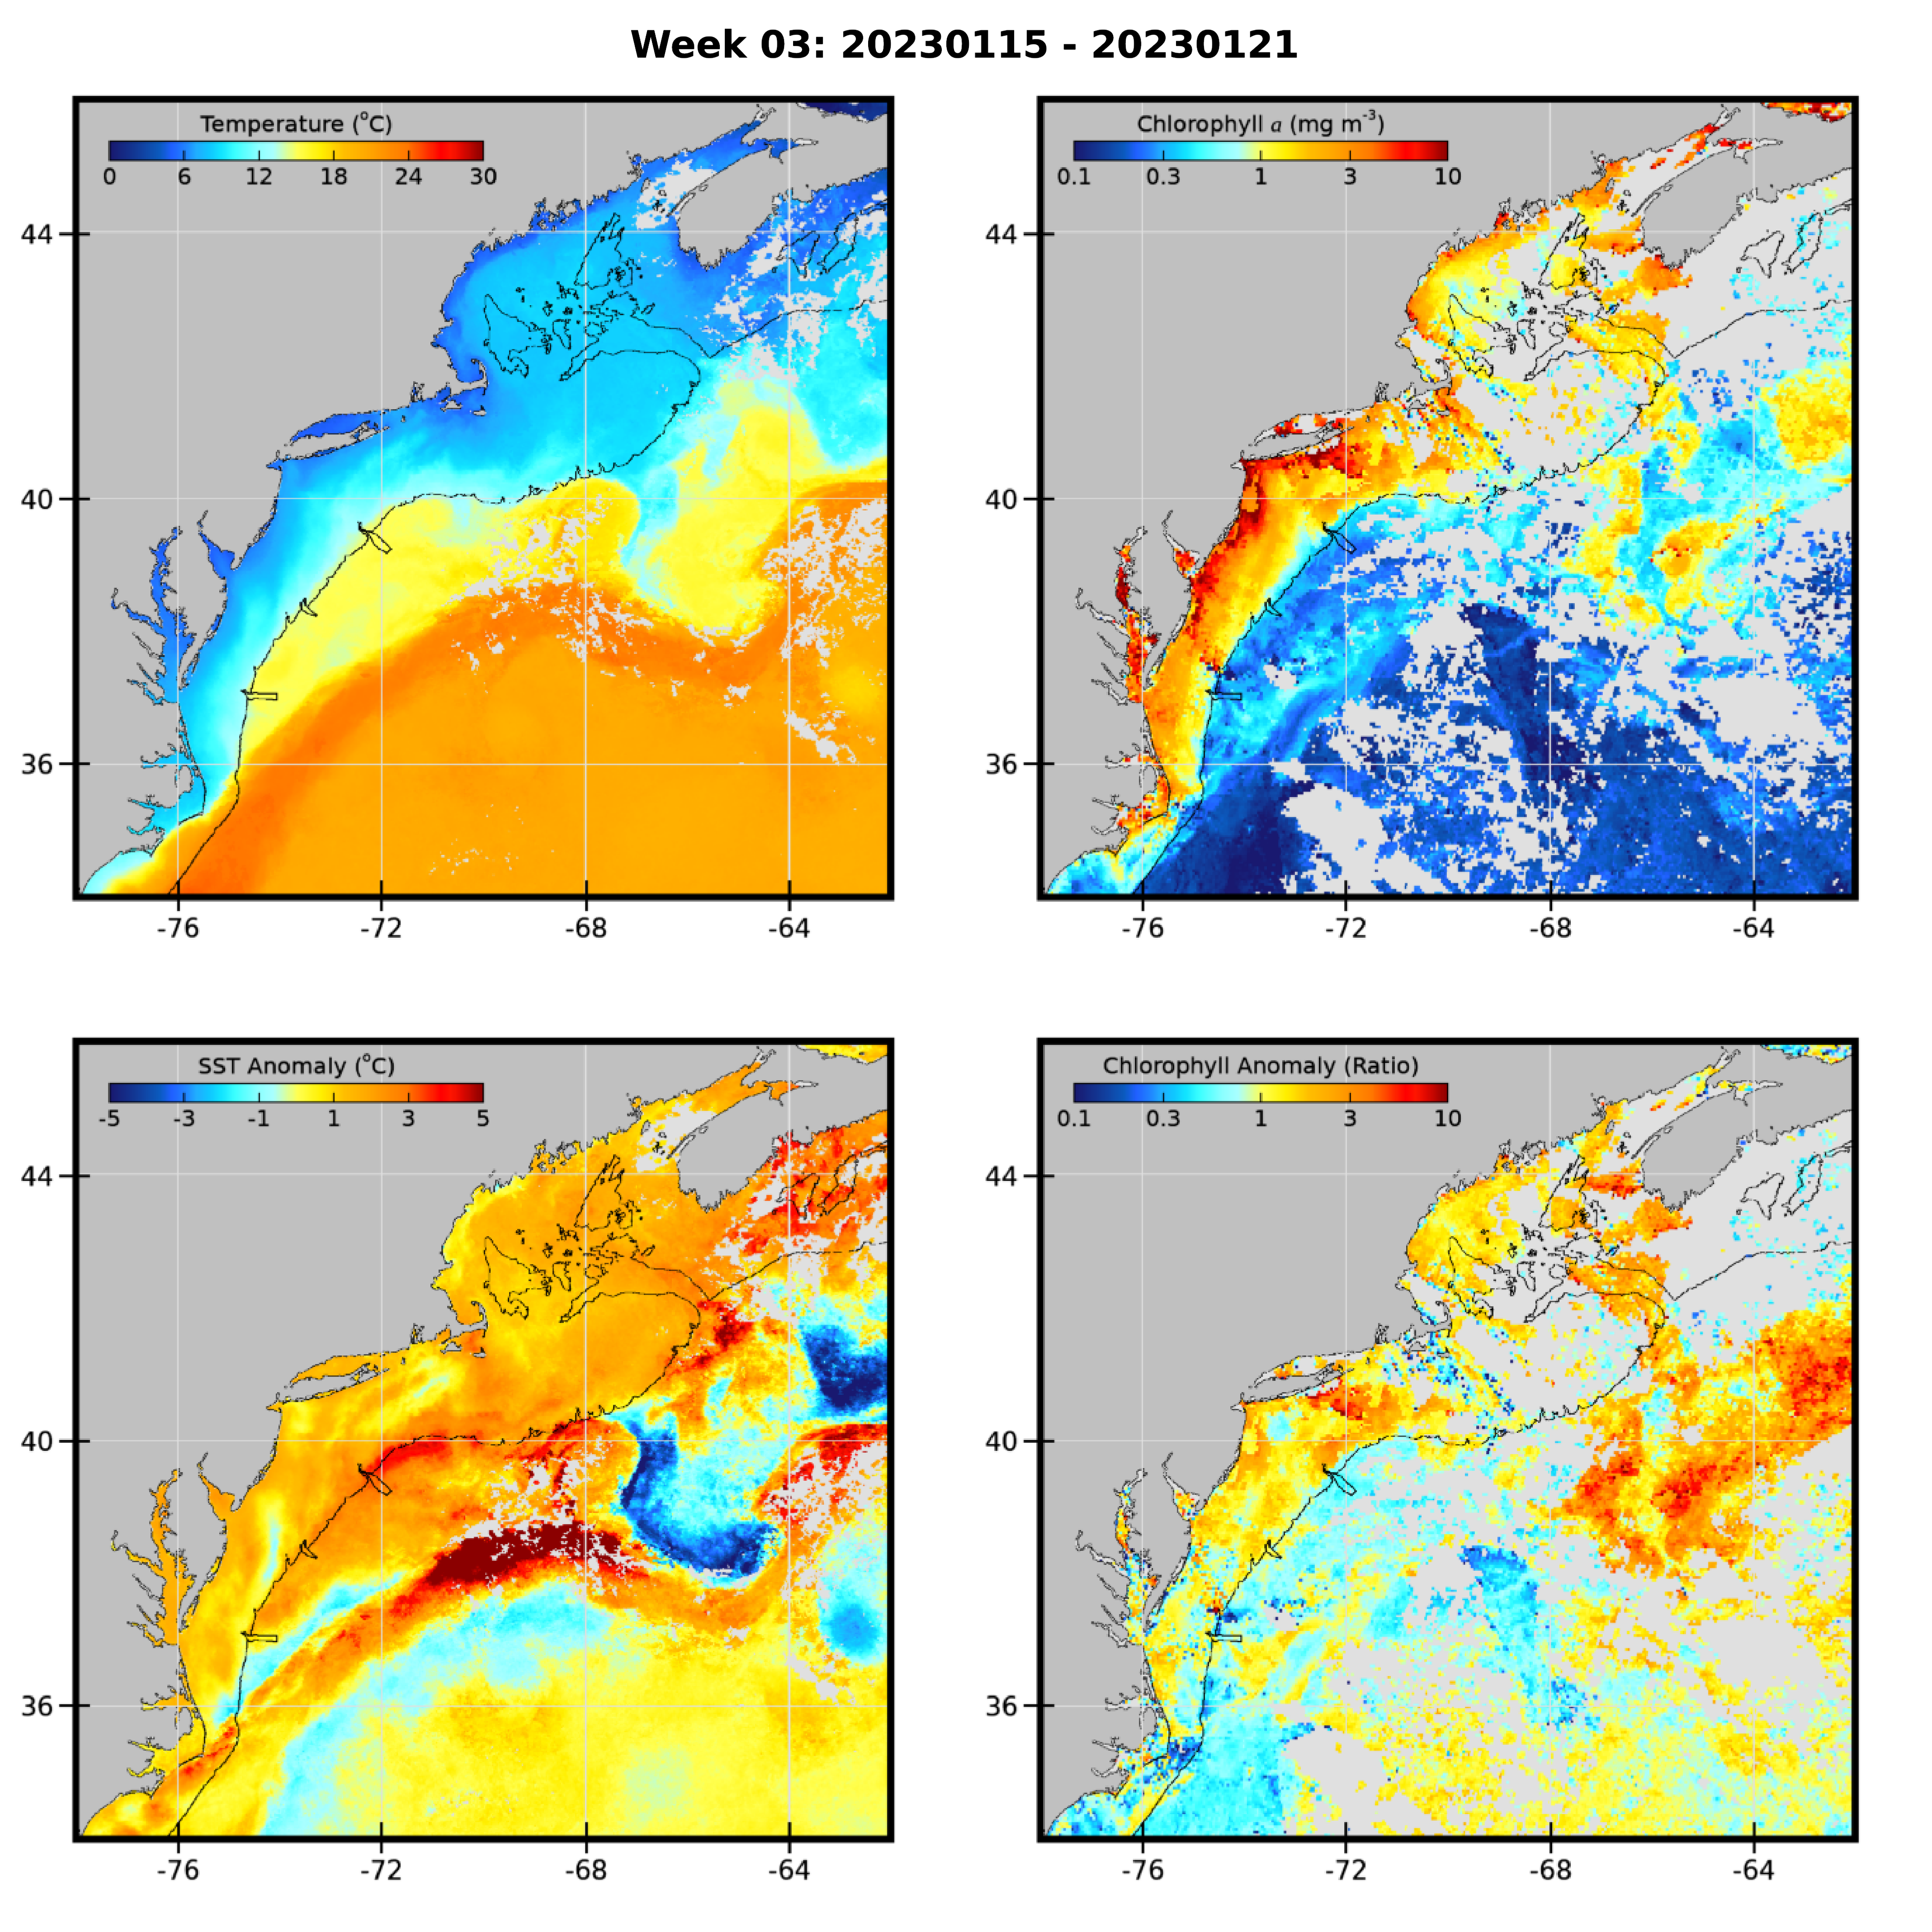 Week 03: 20230115 - 20230121
Temperature (°C)
0 6 12 18 24 30
44
40
36
-76 -72 -68 -64
Chlorophyll a (mg m⁻³)
0.1 0.3 1 3 10
44
40
36
-76 -72 -68 -64
SST Anomaly (°C)
-5 -3 -1 1 3 5
44
40
36
-76 -72 -68 -64
Chlorophyll Anomaly (Ratio)
0.1 0.3 1 3 10
44
40
36
-76 -72 -68 -64